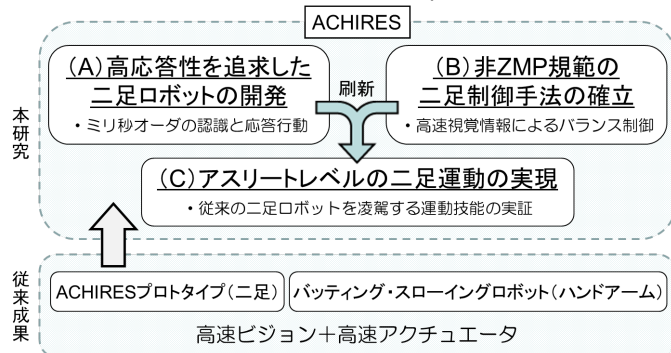 ACHIRES
(A)高応答性を追求した
二足ロボットの開発
・ミリ秒オーダの認識と応答行動
刷新
(B)非ZMP規範の
二足制御手法の確立
・高速視覚情報によるバランス制御
本研究
(C)アスリートレベルの二足運動の実現
・従来の二足ロボットを凌駕する運動技能の実証
従来成果
ACHIRESプロトタイプ(二足)
バッティング・スローイングロボット(ハンドアーム)
高速ビジョン+高速アクチュエータ